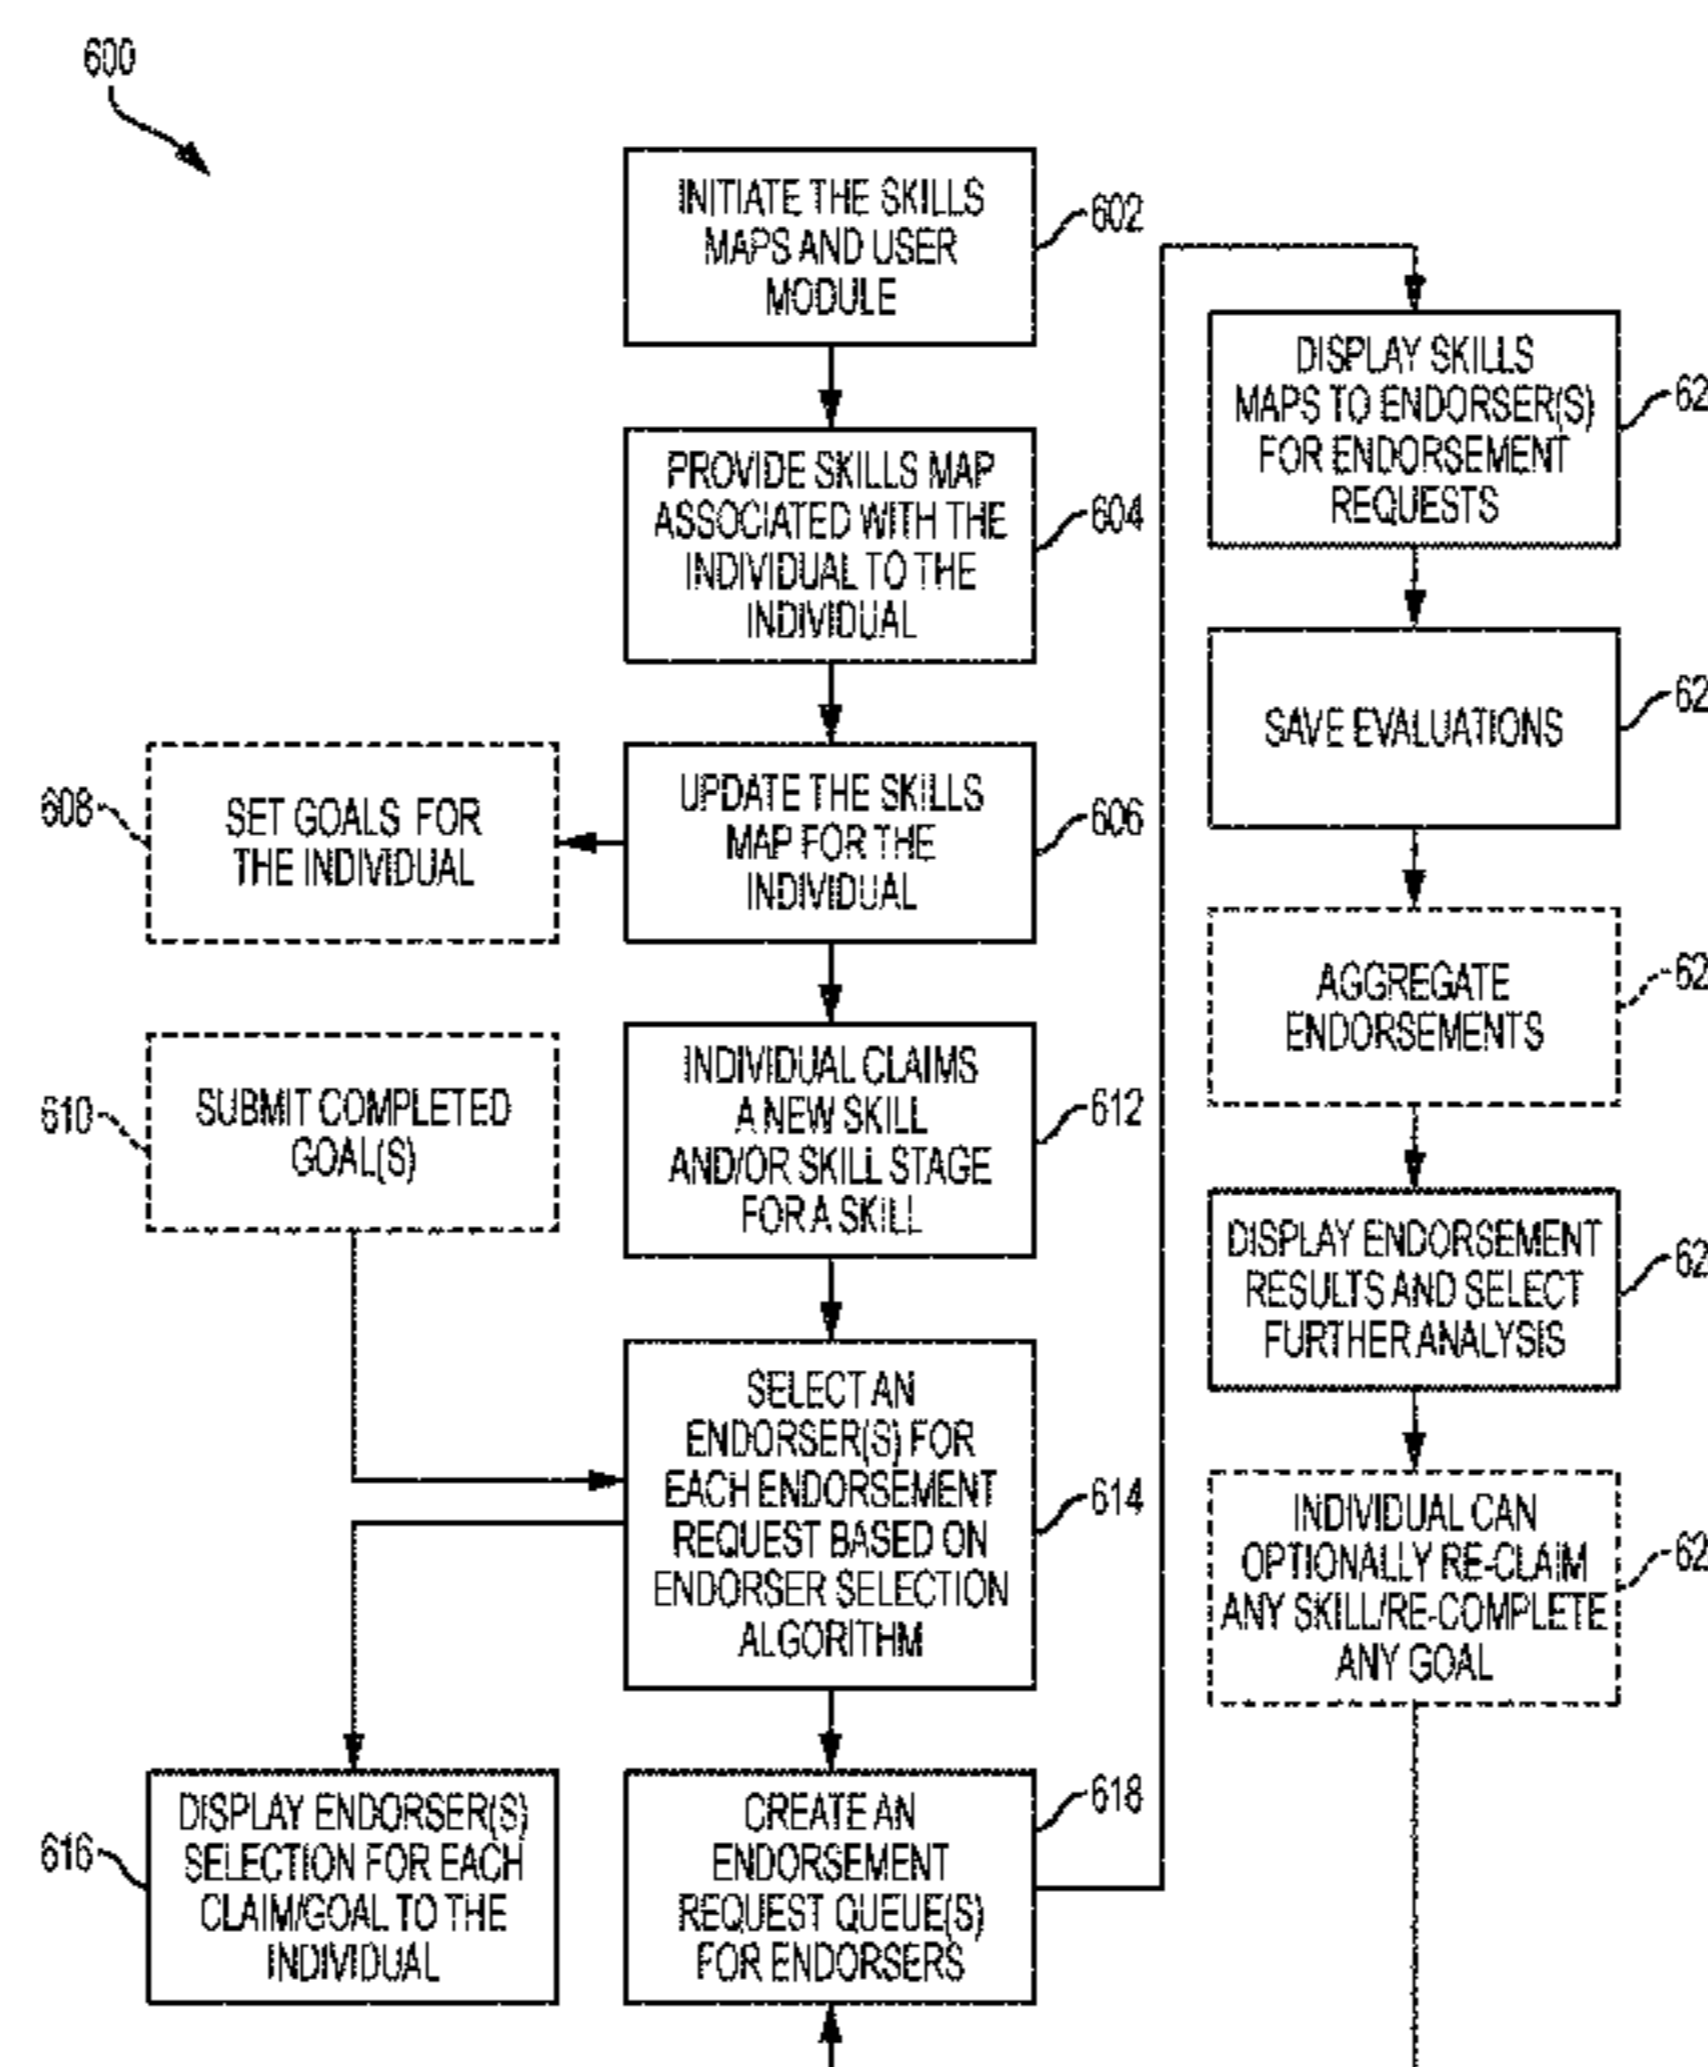 600
INITIATE THE SKILLS
MAPS AND USER
MODULE
602
PROVIDE SKILLS MAP
ASSOCIATED WITH THE
INDIVIDUAL TO THE
INDIVIDUAL
604
608
SET GOALS FOR
THE INDIVIDUAL
UPDATE THE SKILLS
MAP FOR THE
INDIVIDUAL
606
610
SUBMIT COMPLETED
GOAL(S)
INDIVIDUAL CLAIMS
A NEW SKILL
AND/OR SKILL STAGE
FOR A SKILL
612
SELECT AN
ENDORSER(S) FOR
EACH ENDORSEMENT
REQUEST BASED ON
ENDORSER SELECTION
ALGORITHM
614
616
DISPLAY ENDORSER(S)
SELECTION FOR EACH
CLAIM/GOAL TO THE
INDIVIDUAL
CREATE AN
ENDORSEMENT
REQUEST QUEUE(S)
FOR ENDORSERS
618
DISPLAY SKILLS
MAPS TO ENDORSER(S)
FOR ENDORSEMENT
REQUESTS
62
SAVE EVALUATIONS
62
AGGREGATE
ENDORSEMENTS
62
DISPLAY ENDORSEMENT
RESULTS AND SELECT
FURTHER ANALYSIS
62
INDIVIDUAL CAN
OPTIONALLY RE-CLAIM
ANY SKILL/RE-COMPLETE
ANY GOAL
62